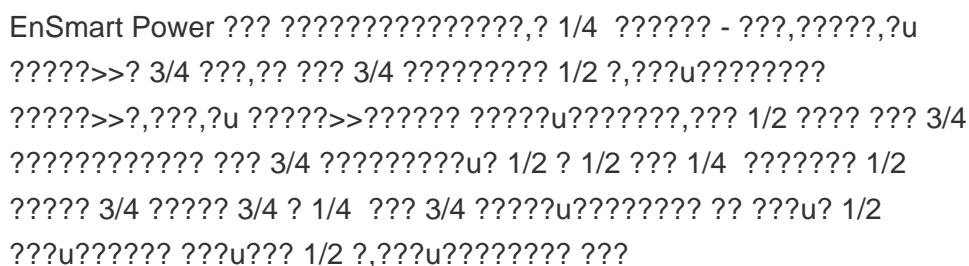 EnSmart Power ??? ???????????????,? 1/4  ?????? - ???,?????,?u
?????>>? 3/4 ???,?? ??? 3/4 ????????? 1/2 ?,???u????????
?????>>?,???,?u ?????>>?????? ?????u???????,??? 1/2 ???? ??? 3/4
???????????? ??? 3/4 ?????????u? 1/2 ? 1/2 ??? 1/4  ??????? 1/2
????? 3/4 ????? 3/4 ? 1/4  ??? 3/4 ?????u???????? ?? ???u? 1/2
???u?????? ???u??? 1/2 ?,???u???????? ???